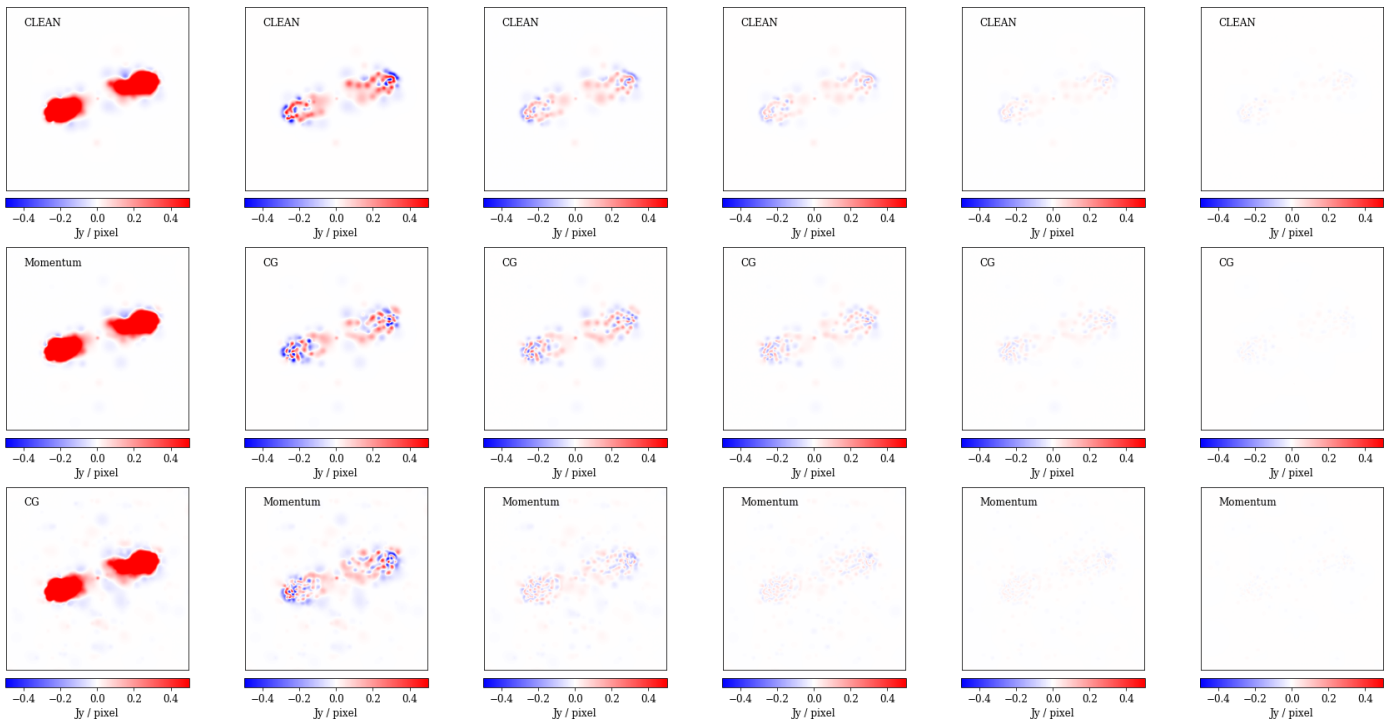 CLEAN CLEAN CLEAN CLEAN CLEAN CLEAN
−0.4 −0.2 0.0 0.2 0.4 −0.4 −0.2 0.0 0.2 0.4 −0.4 −0.2 0.0 0.2 0.4 −0.4 −0.2 0.0 0.2 0.4 −0.4 −0.2 0.0 0.2 0.4 −0.4 −0.2 0.0 0.2 0.4
Jy / pixel Jy / pixel Jy / pixel Jy / pixel Jy / pixel Jy / pixel
Momentum CG CG CG CG CG
−0.4 −0.2 0.0 0.2 0.4 −0.4 −0.2 0.0 0.2 0.4 −0.4 −0.2 0.0 0.2 0.4 −0.4 −0.2 0.0 0.2 0.4 −0.4 −0.2 0.0 0.2 0.4 −0.4 −0.2 0.0 0.2 0.4
Jy / pixel Jy / pixel Jy / pixel Jy / pixel Jy / pixel Jy / pixel
CG Momentum Momentum Momentum Momentum Momentum
−0.4 −0.2 0.0 0.2 0.4 −0.4 −0.2 0.0 0.2 0.4 −0.4 −0.2 0.0 0.2 0.4 −0.4 −0.2 0.0 0.2 0.4 −0.4 −0.2 0.0 0.2 0.4 −0.4 −0.2 0.0 0.2 0.4
Jy / pixel Jy / pixel Jy / pixel Jy / pixel Jy / pixel Jy / pixel